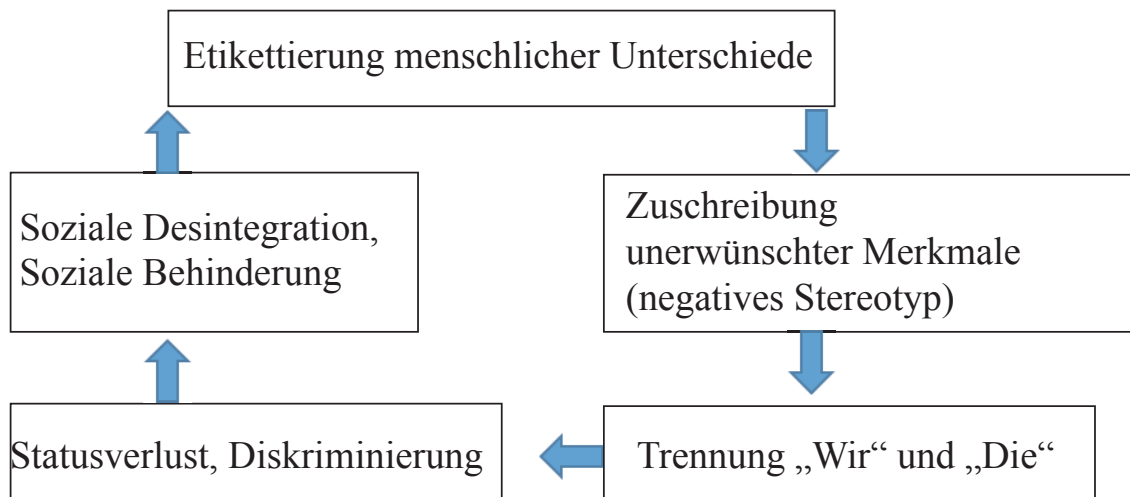 Etikettierung menschlicher Unterschiede
Zuschreibung
unerwünschter Merkmale
(negatives Stereotyp)
Trennung „Wir“ und „Die“
Statusverlust, Diskriminierung
Soziale Desintegration,
Soziale Behinderung